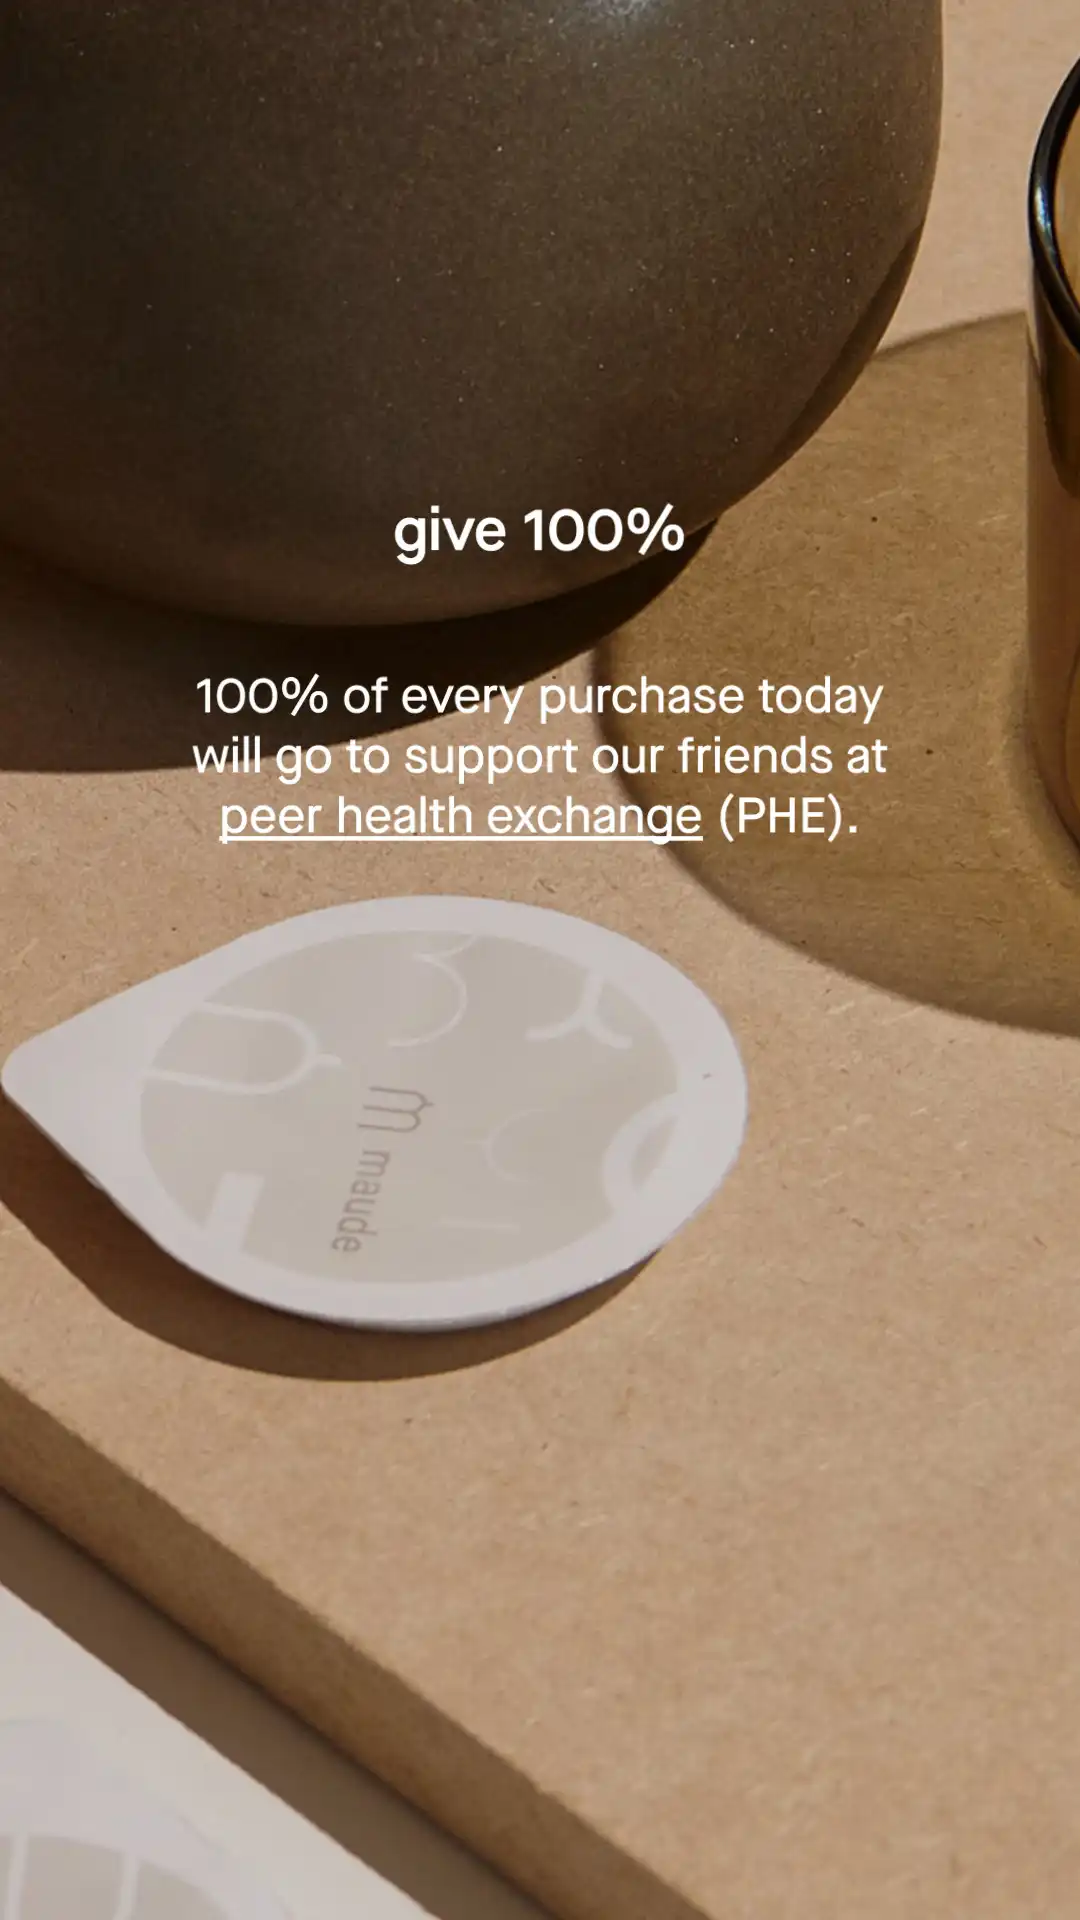 give 100%
100% of every purchase today
will go to support our friends at
peer health exchange (PHE).
maude